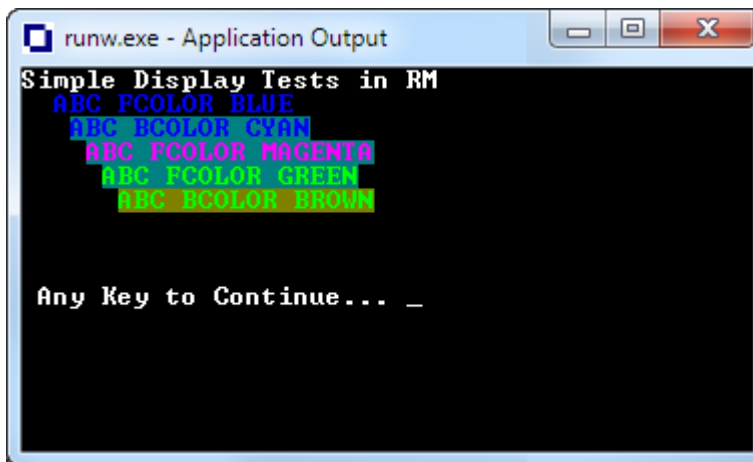 runw.exe - Application Output
Simple Display Tests in RM
ABC FCOLOR BLUE
ABC BCOLOR CYAN
ABC FCOLOR MAGENTA
ABC FCOLOR GREEN
ABC BCOLOR BROWN
Any Key to Continue... _